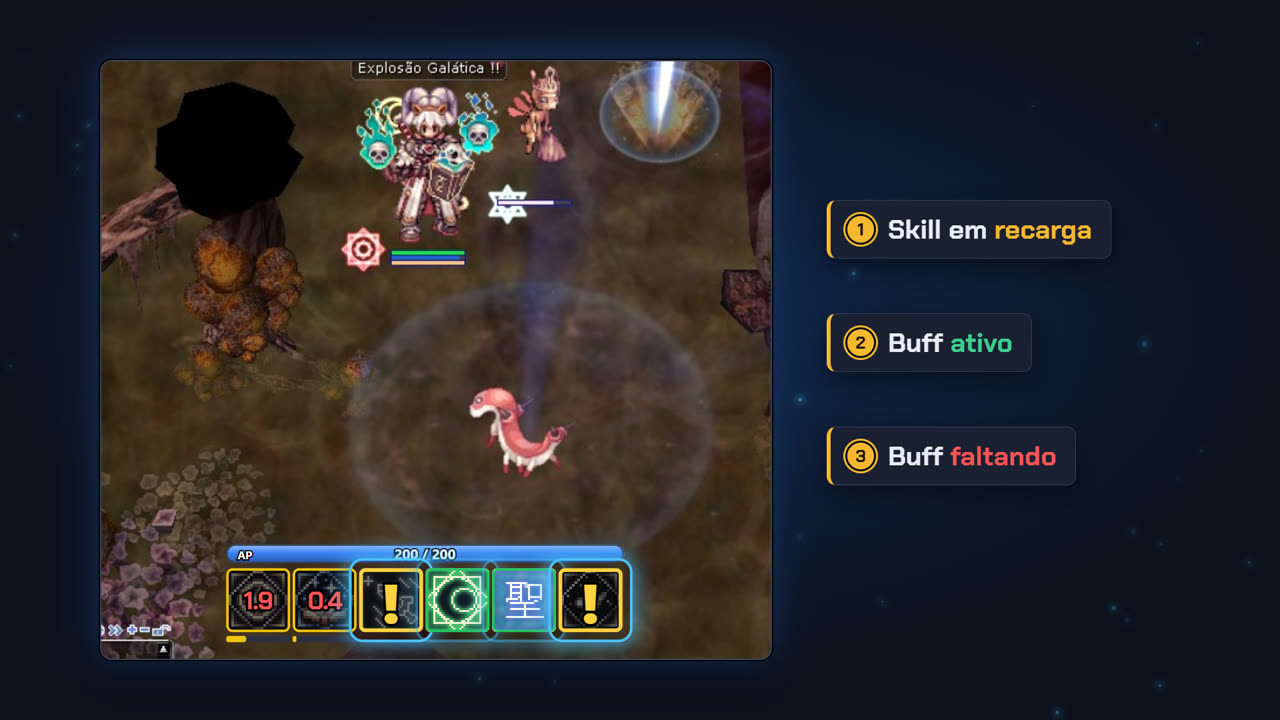 Explosão Galática !!
1 Skill em recarga
2 Buff ativo
3 Buff faltando
AP 200 / 200
1.9 0.4 ! !